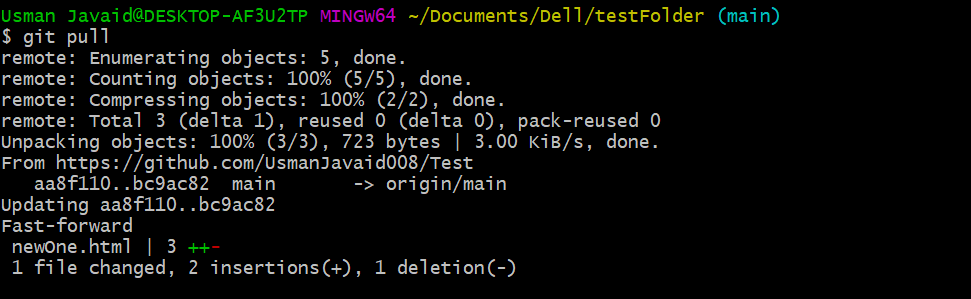 Usman Javaid@DESKTOP-AF3U2TP MINGW64 ~/Documents/Dell/testFolder (main)
$ git pull
remote: Enumerating objects: 5, done.
remote: Counting objects: 100% (5/5), done.
remote: Compressing objects: 100% (2/2), done.
remote: Total 3 (delta 1), reused 0 (delta 0), pack-reused 0
Unpacking objects: 100% (3/3), 723 bytes | 3.00 KiB/s, done.
From https://github.com/UsmanJavaid008/Test
   aa8f110..bc9ac82  main       -> origin/main
Updating aa8f110..bc9ac82
Fast-forward
 newOne.html | 3 ++-
 1 file changed, 2 insertions(+), 1 deletion(-)